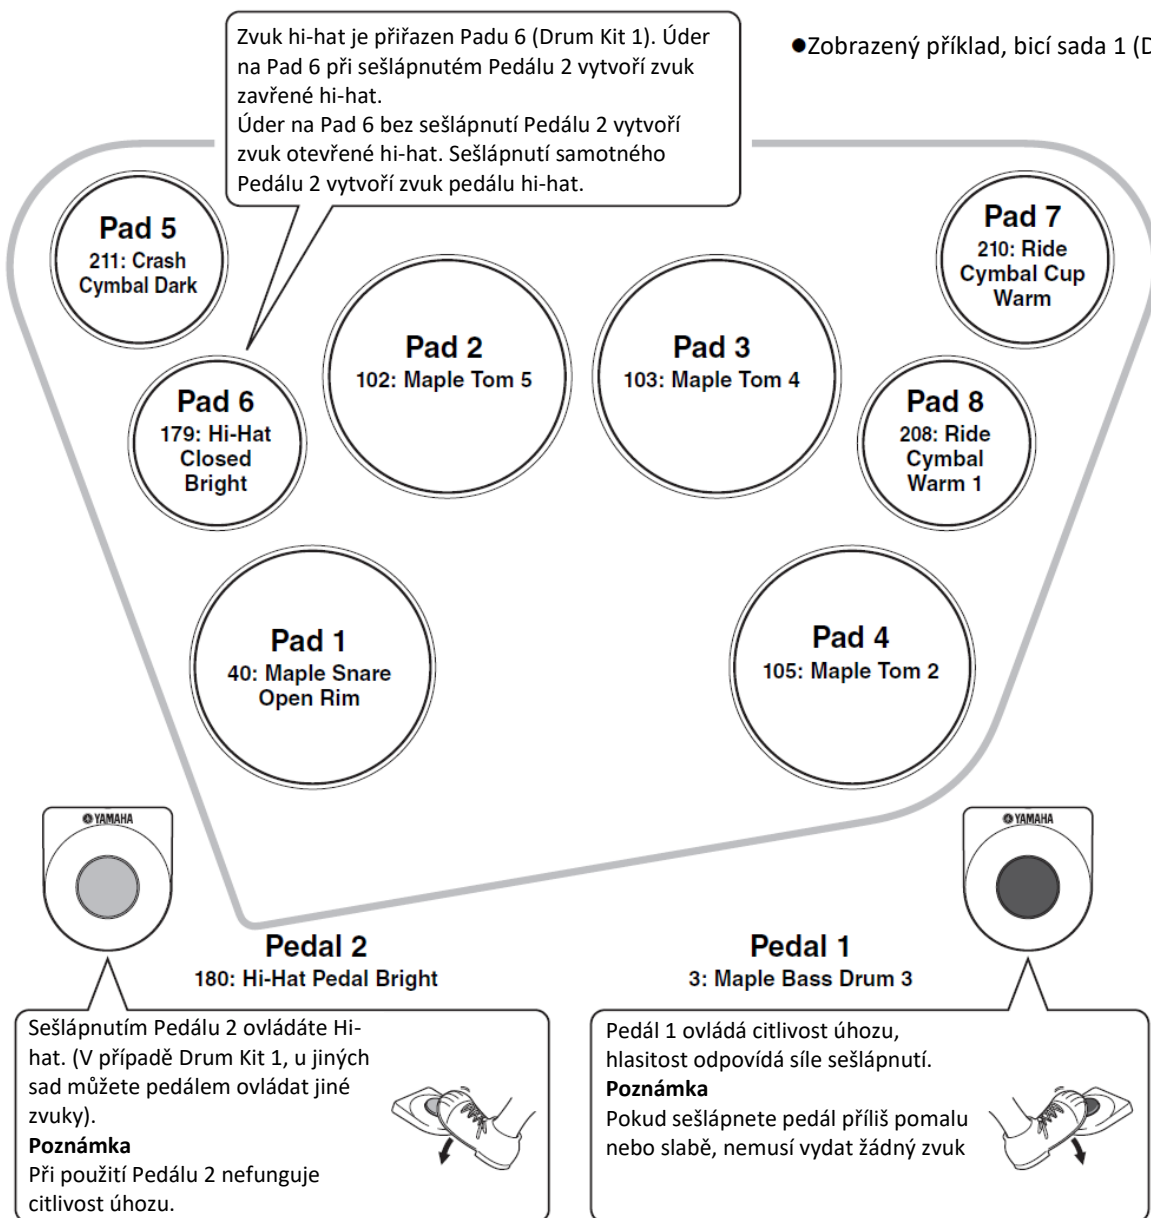 Zvuk hi-hat je přiřazen Padu 6 (Drum Kit 1). Úder
na Pad 6 při sešlápnutém Pedálu 2 vytvoří zvuk
zavřené hi-hat.
Úder na Pad 6 bez sešlápnutí Pedálu 2 vytvoří
zvuk otevřené hi-hat. Sešlápnutí samotného
Pedálu 2 vytvoří zvuk pedálu hi-hat.
●Zobrazený příklad, bicí sada 1 (D
Pad 5
211: Crash
Cymbal Dark
Pad 7
210: Ride
Cymbal Cup
Warm
Pad 2
102: Maple Tom 5
Pad 3
103: Maple Tom 4
Pad 6
179: Hi-Hat
Closed
Bright
Pad 8
208: Ride
Cymbal
Warm 1
Pad 1
40: Maple Snare
Open Rim
Pad 4
105: Maple Tom 2
YAMAHA
YAMAHA
Pedal 2
180: Hi-Hat Pedal Bright
Pedal 1
3: Maple Bass Drum 3
Sešlápnutím Pedálu 2 ovládáte Hi-
hat. (V případě Drum Kit 1, u jiných
sad můžete pedálem ovládat jiné
zvuky).
Poznámka
Při použití Pedálu 2 nefunguje
citlivost úhozu.
Pedál 1 ovládá citlivost úhozu,
hlasitost odpovídá síle sešlápnutí.
Poznámka
Pokud sešlápnete pedál příliš pomalu
nebo slabě, nemusí vydat žádný zvuk